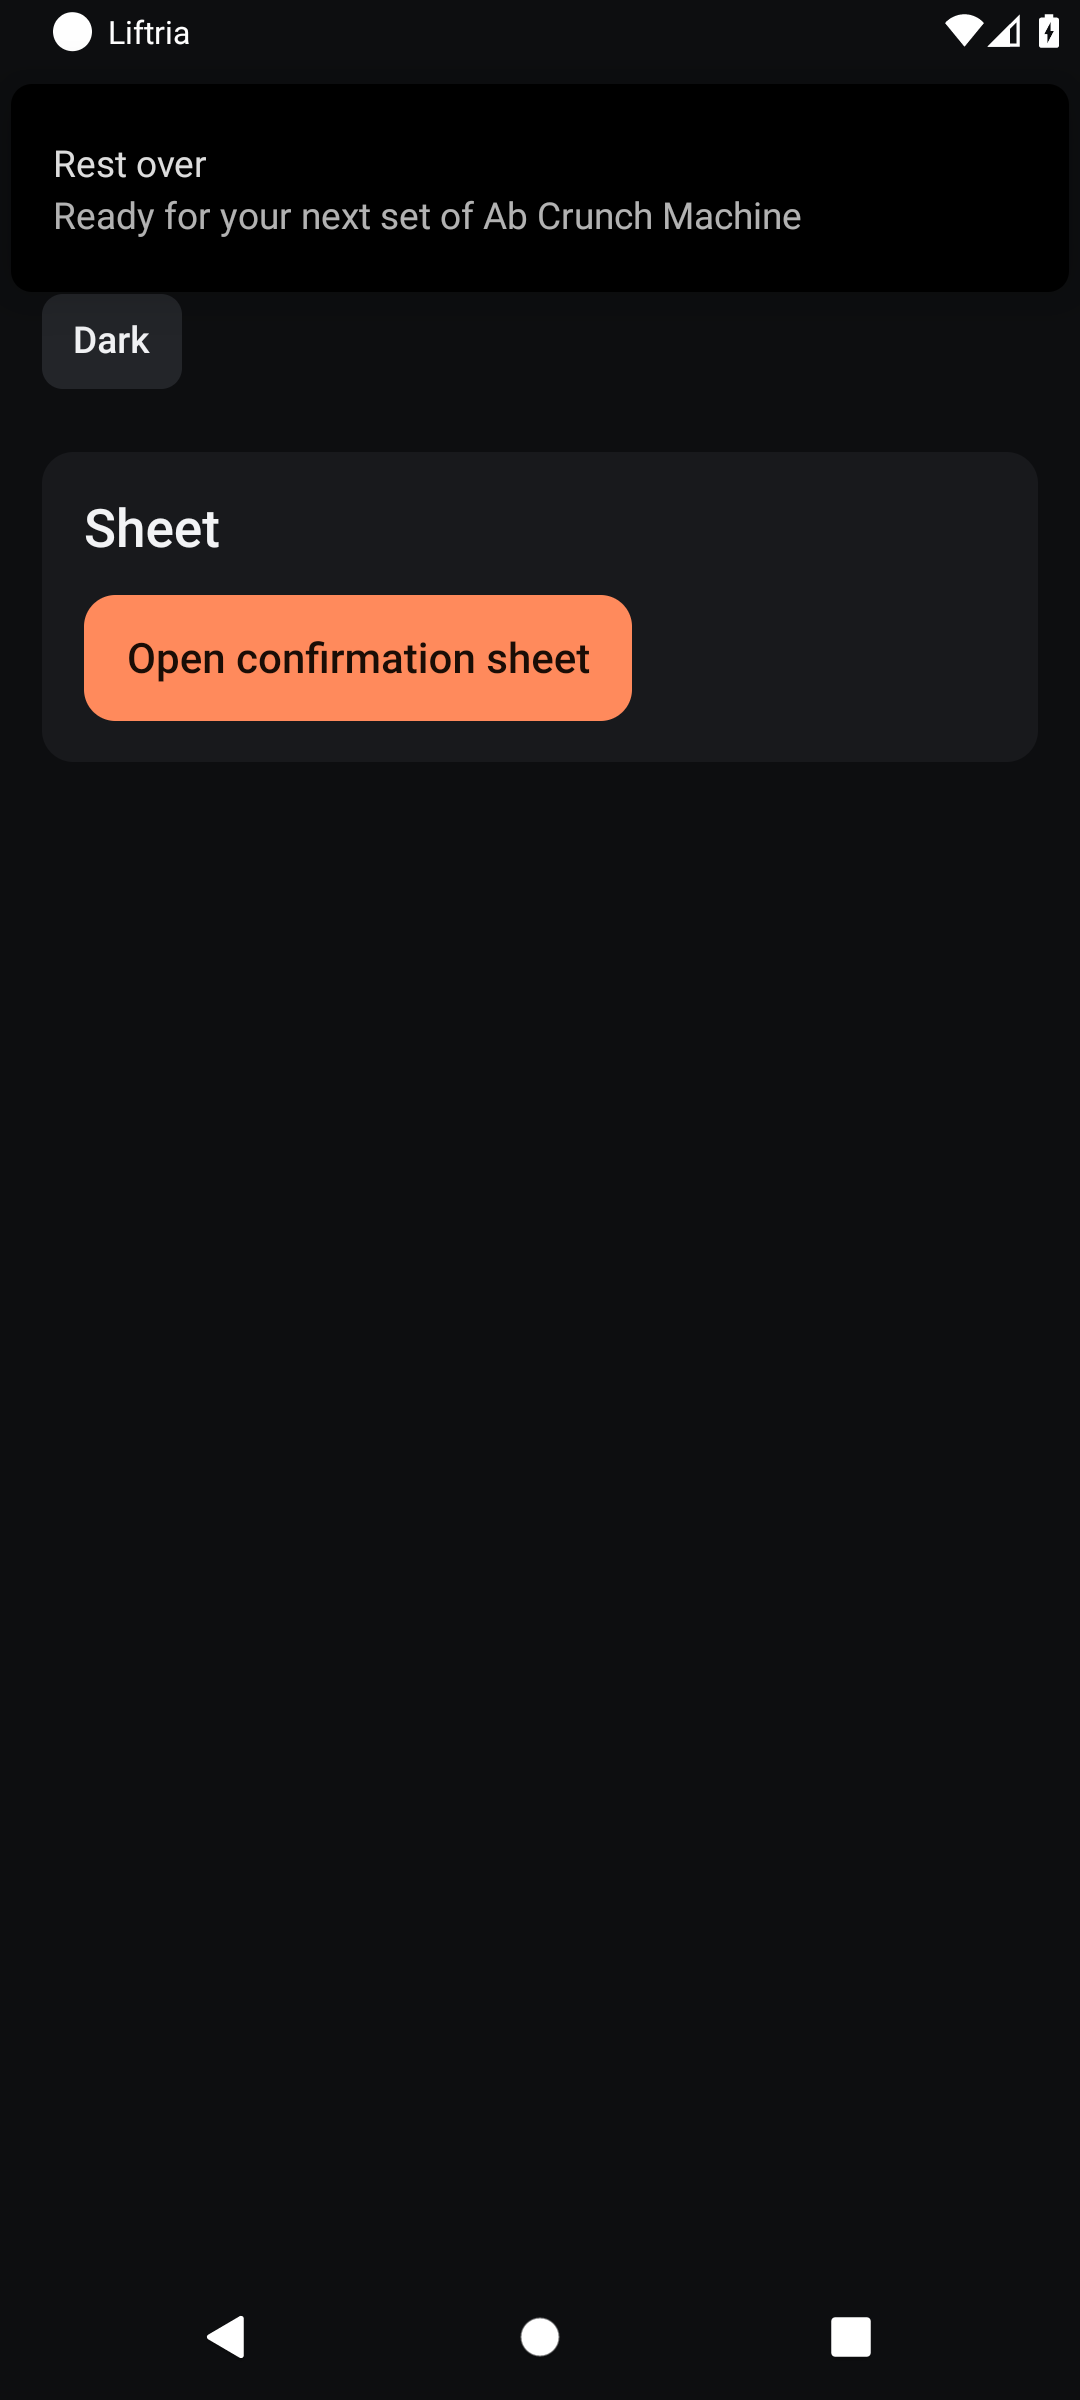 Liftria
Rest over
Ready for your next set of Ab Crunch Machine
Dark
Sheet
Open confirmation sheet